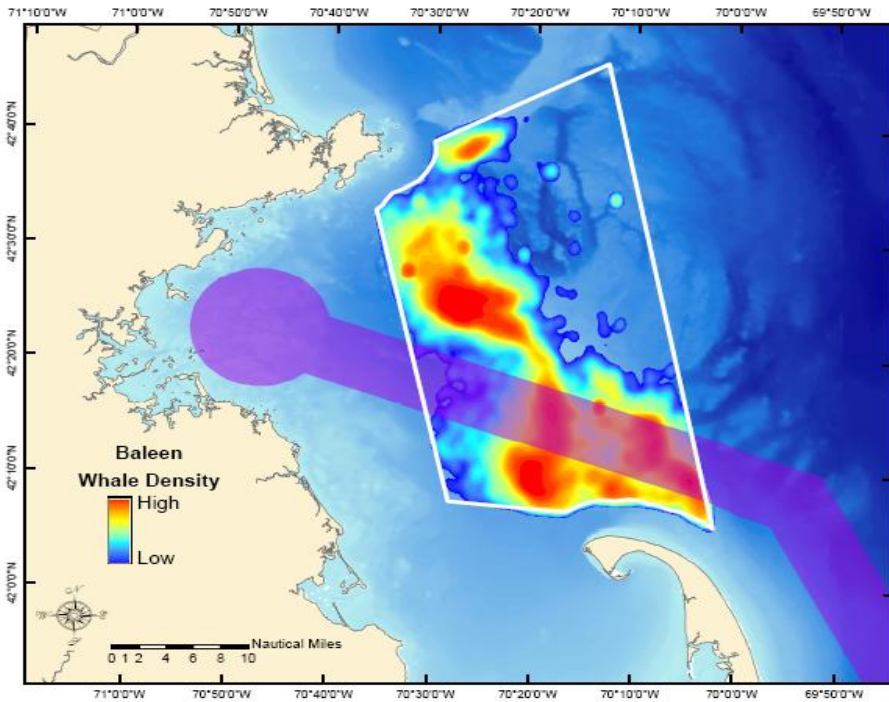 71°10'0"W 71°0'0"W 70°50'0"W 70°40'0"W 70°30'0"W 70°20'0"W 70°10'0"W 70°0'0"W 69°50'0"W
42°40'0"N
42°30'0"N
42°20'0"N
42°10'0"N
42°0'0"N
Baleen
Whale Density
High
Low
N
Nautical Miles
0 1 2 4 6 8 10
71°0'0"W 70°50'0"W 70°40'0"W 70°30'0"W 70°20'0"W 70°10'0"W 70°0'0"W 69°50'0"W